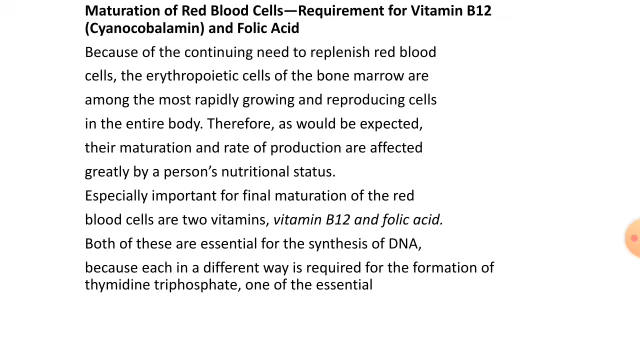 Maturation of Red Blood Cells—Requirement for Vitamin B12
(Cyanocobalamin) and Folic Acid
Because of the continuing need to replenish red blood
cells, the erythropoietic cells of the bone marrow are
among the most rapidly growing and reproducing cells
in the entire body. Therefore, as would be expected,
their maturation and rate of production are affected
greatly by a person's nutritional status.
Especially important for final maturation of the red
blood cells are two vitamins, vitamin B12 and folic acid.
Both of these are essential for the synthesis of DNA,
because each in a different way is required for the formation of
thymidine triphosphate, one of the essential